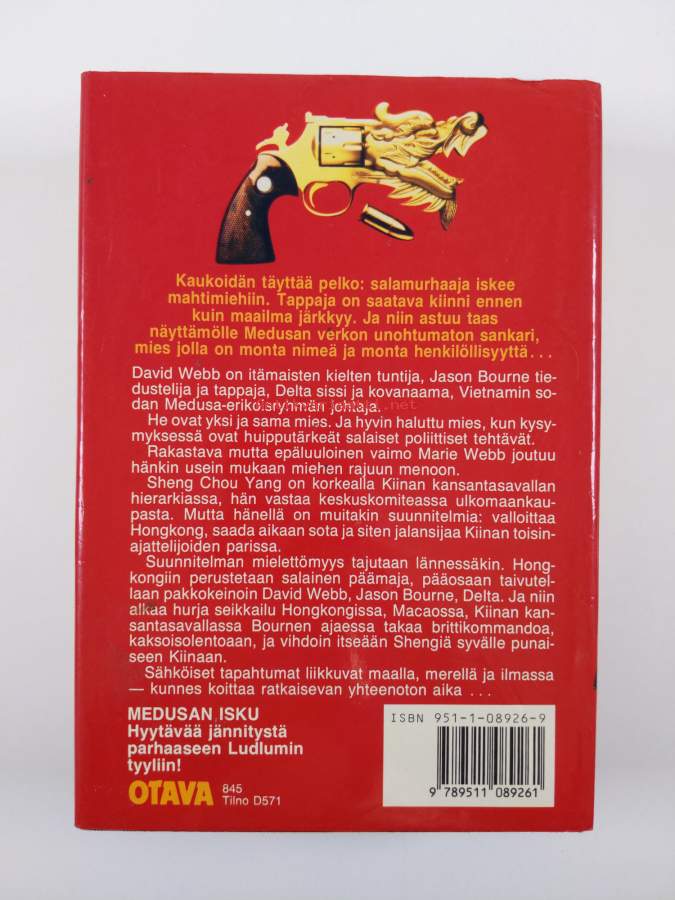 Kaukoidän täyttää pelko: salamurhaaja iskee
mahtimiehiin. Tappaja on saatava kiinni ennen
kuin maailma järkkyy. Ja niin astuu taas
näyttämölle Medusan verkon unohtumaton sankari,
mies jolla on monta nimeä ja monta henkilöllisyyttä . . .
David Webb on itämaisten kielten tuntija, Jason Bourne tie-
dustelija ja tappaja, Delta sissi ja kovanaama, Vietnamin so-
dan Medusa-erikoisryhmän johtaja.
He ovat yksi ja sama mies. Ja hyvin haluttu mies, kun kysy-
myksessä ovat huipputärkeät salaiset poliittiset tehtävät.
Rakastava mutta epäluuloinen vaimo Marie Webb joutuu
hänkin usein mukaan miehen rajuun menoon.
Sheng Chou Yang on korkealla Kiinan kansantasavallan
hierarkiassa, hän vastaa keskuskomiteassa ulkomaankau-
pasta. Mutta hänellä on muitakin suunnitelmia: valloittaa
Hongkong, saada aikaan sota ja siten jalansijaa Kiinan toisin-
ajattelijoiden parissa.
Suunnitelman mielettömyys tajutaan lännessäkin. Hong-
kongiin perustetaan salainen päämaja, pääosaan taivutel-
laan pakkokeinoin David Webb, Jason Bourne, Delta. Ja niin
alkaa hurja seikkailu Hongkongissa, Macaossa, Kiinan kan-
santasavallassa Bournen ajaessa takaa brittikommandoa,
kaksoisolentoaan, ja vihdoin itseään Shengiä syvälle punai-
seen Kiinaan.
Sähköiset tapahtumat liikkuvat maalla, merellä ja ilmassa
— kunnes koittaa ratkaisevan yhteenoton aika . . .
MEDUSAN ISKU
Hyytävää jännitystä
parhaaseen Ludlumin
tyyliin!
OTAVA
845
Tilno D571
ISBN 951-1-08926-9
9 789511 089261